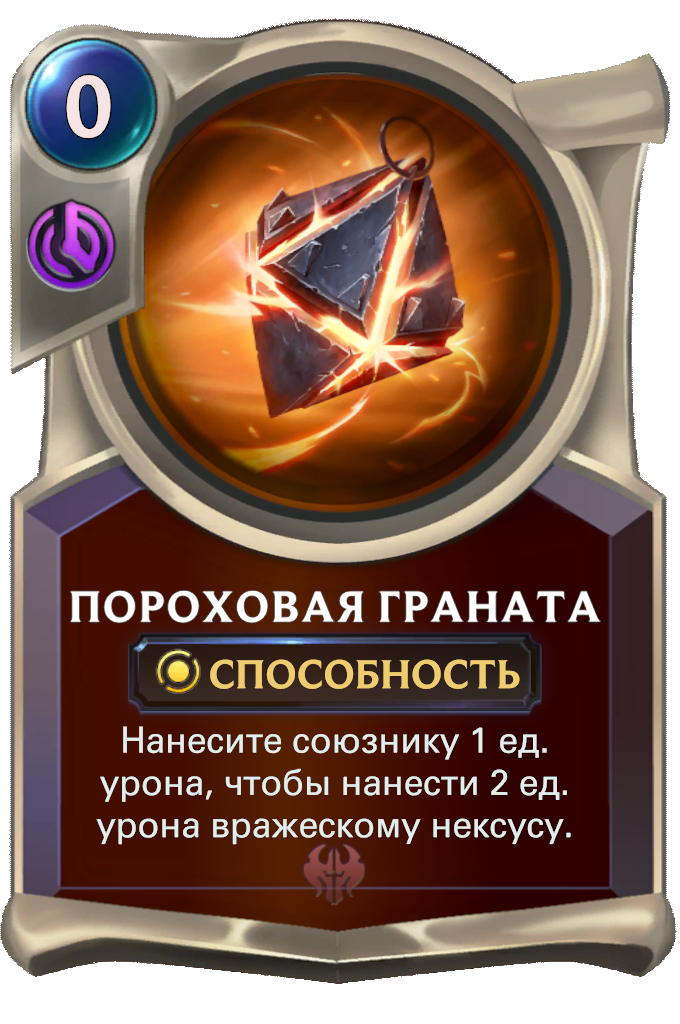 0
ПОРОХОВАЯ ГРАНАТА
СПОСОБНОСТЬ
Нанесите союзнику 1 ед.
урона, чтобы нанести 2 ед.
урона вражескому нексусу.